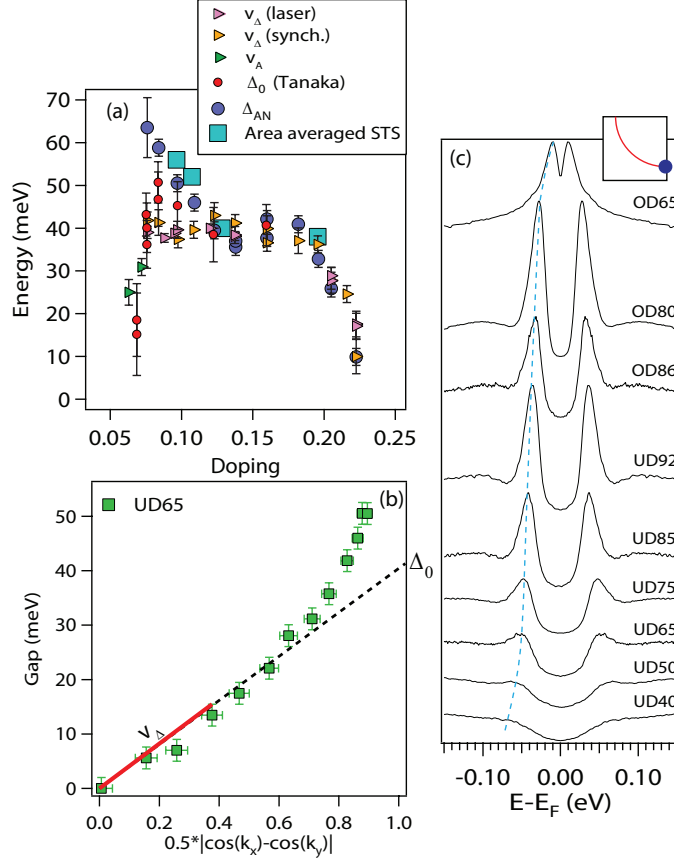 v_Δ (laser)
v_Δ (synch.)
v_A
Δ_0 (Tanaka)
Δ_AN
Area averaged STS
(a)
70
60
50
40
30
20
10
0
Energy (meV)
0.05
0.10
0.15
0.20
0.25
Doping
(b)
UD65
50
40
30
20
10
0
Gap (meV)
v_Δ
Δ_0
0.0
0.2
0.4
0.6
0.8
1.0
0.5*|cos(k_x)-cos(k_y)|
(c)
OD65
OD80
OD86
UD92
UD85
UD75
UD65
UD50
UD40
-0.10
0.00
0.10
E-E_F (eV)